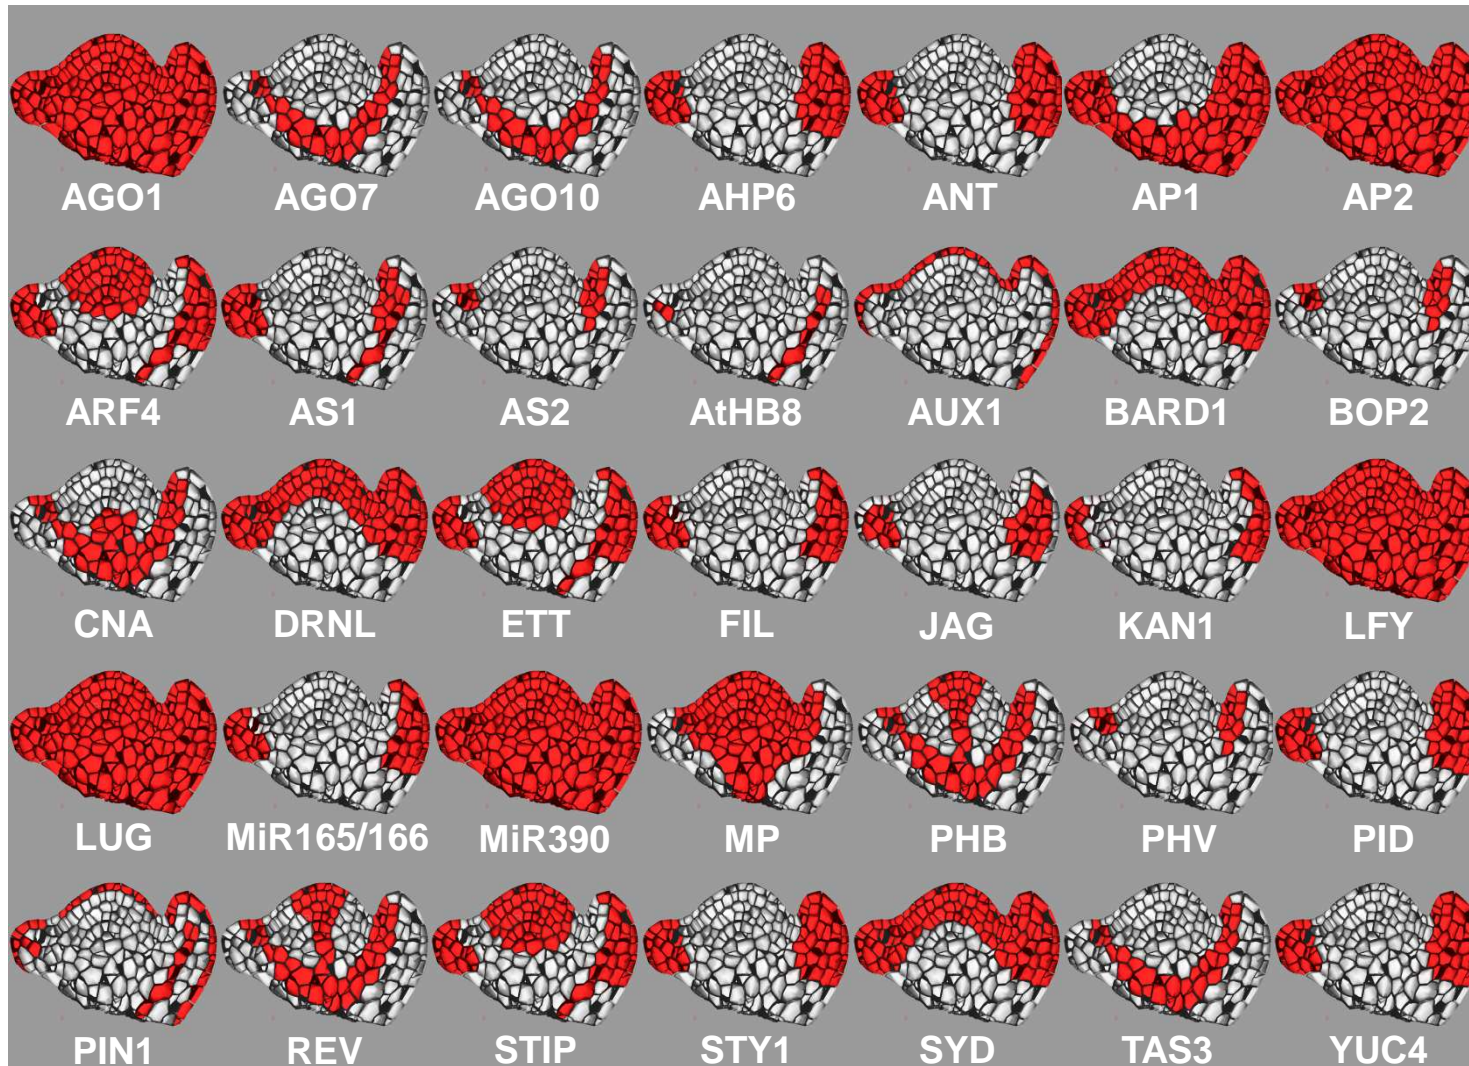 AGO1 AGO7 AGO10 AHP6 ANT AP1 AP2
ARF4 AS1 AS2 AtHB8 AUX1 BARD1 BOP2
CNA DRNL ETT FIL JAG KAN1 LFY
LUG MiR165/166 MiR390 MP PHB PHV PID
PIN1 REV STIP STY1 SYD TAS3 YUC4